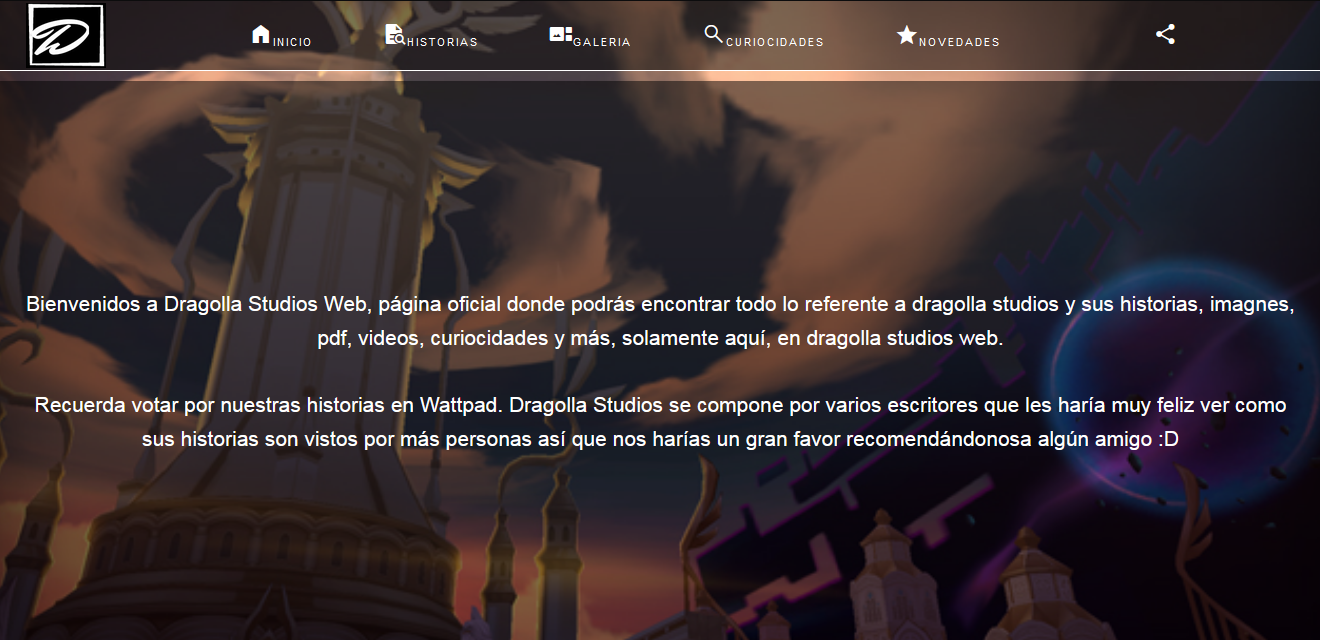 D
INICIO HISTORIAS GALERIA CURIOCIDADES NOVEDADES
Bienvenidos a Dragolla Studios Web, página oficial donde podrás encontrar todo lo referente a dragolla studios y sus historias, imagnes,
pdf, videos, curiocidades y más, solamente aquí, en dragolla studios web.
Recuerda votar por nuestras historias en Wattpad. Dragolla Studios se compone por varios escritores que les haría muy feliz ver como
sus historias son vistos por más personas así que nos harías un gran favor recomendándonosa algún amigo :D